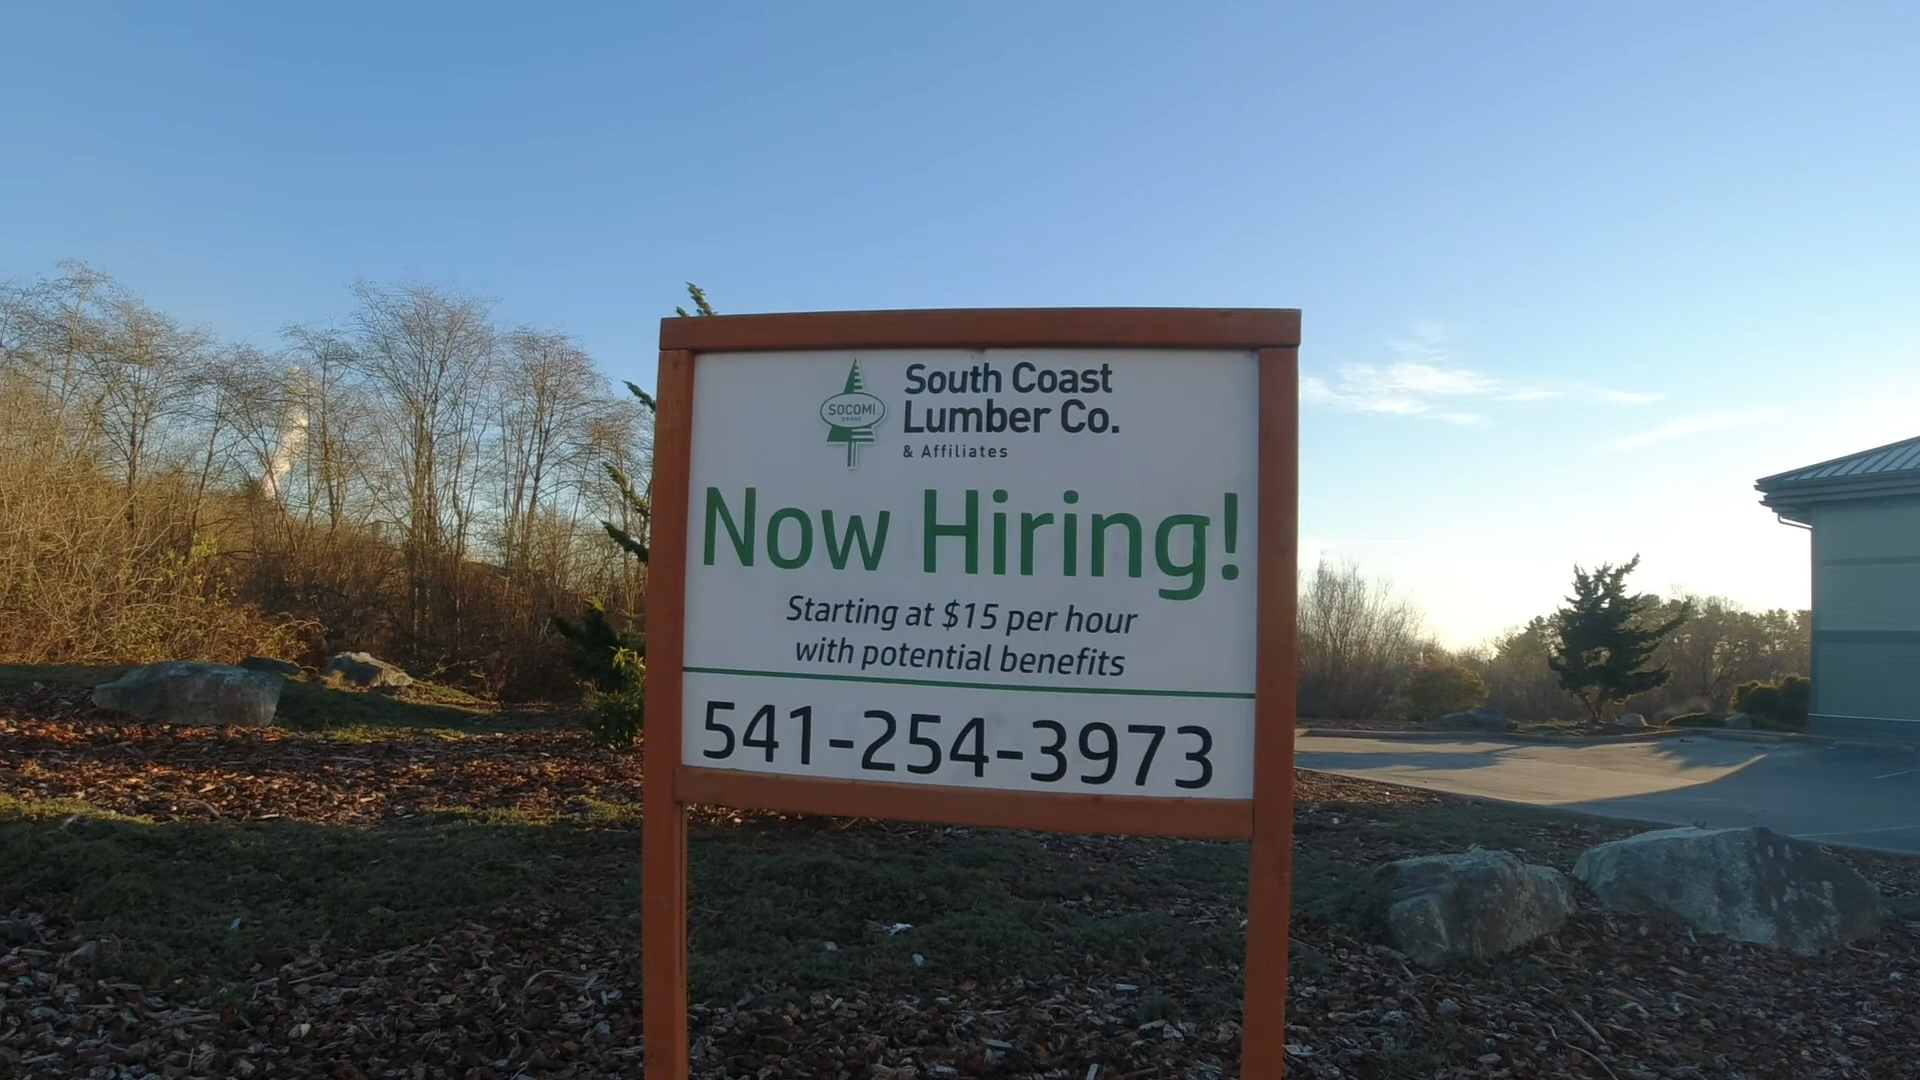 SOCOMI
BRAND
South Coast
Lumber Co.
& Affiliates
Now Hiring!
Starting at $15 per hour
with potential benefits
541-254-3973